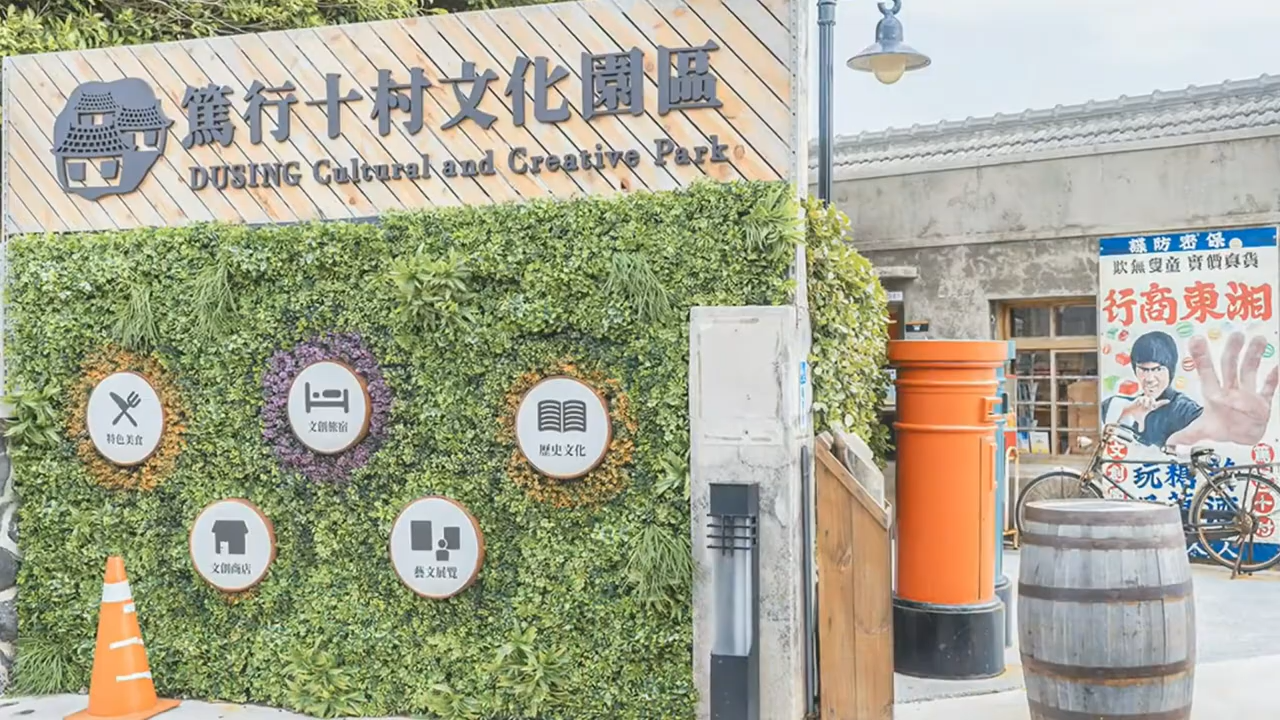 篤行十村文化園區
DUSING Cultural and Creative Park
特色美食
文創旅宿
歷史文化
文創商店
藝文展覽
諜防密保
欺無叟童 實價真貨
行商東湘